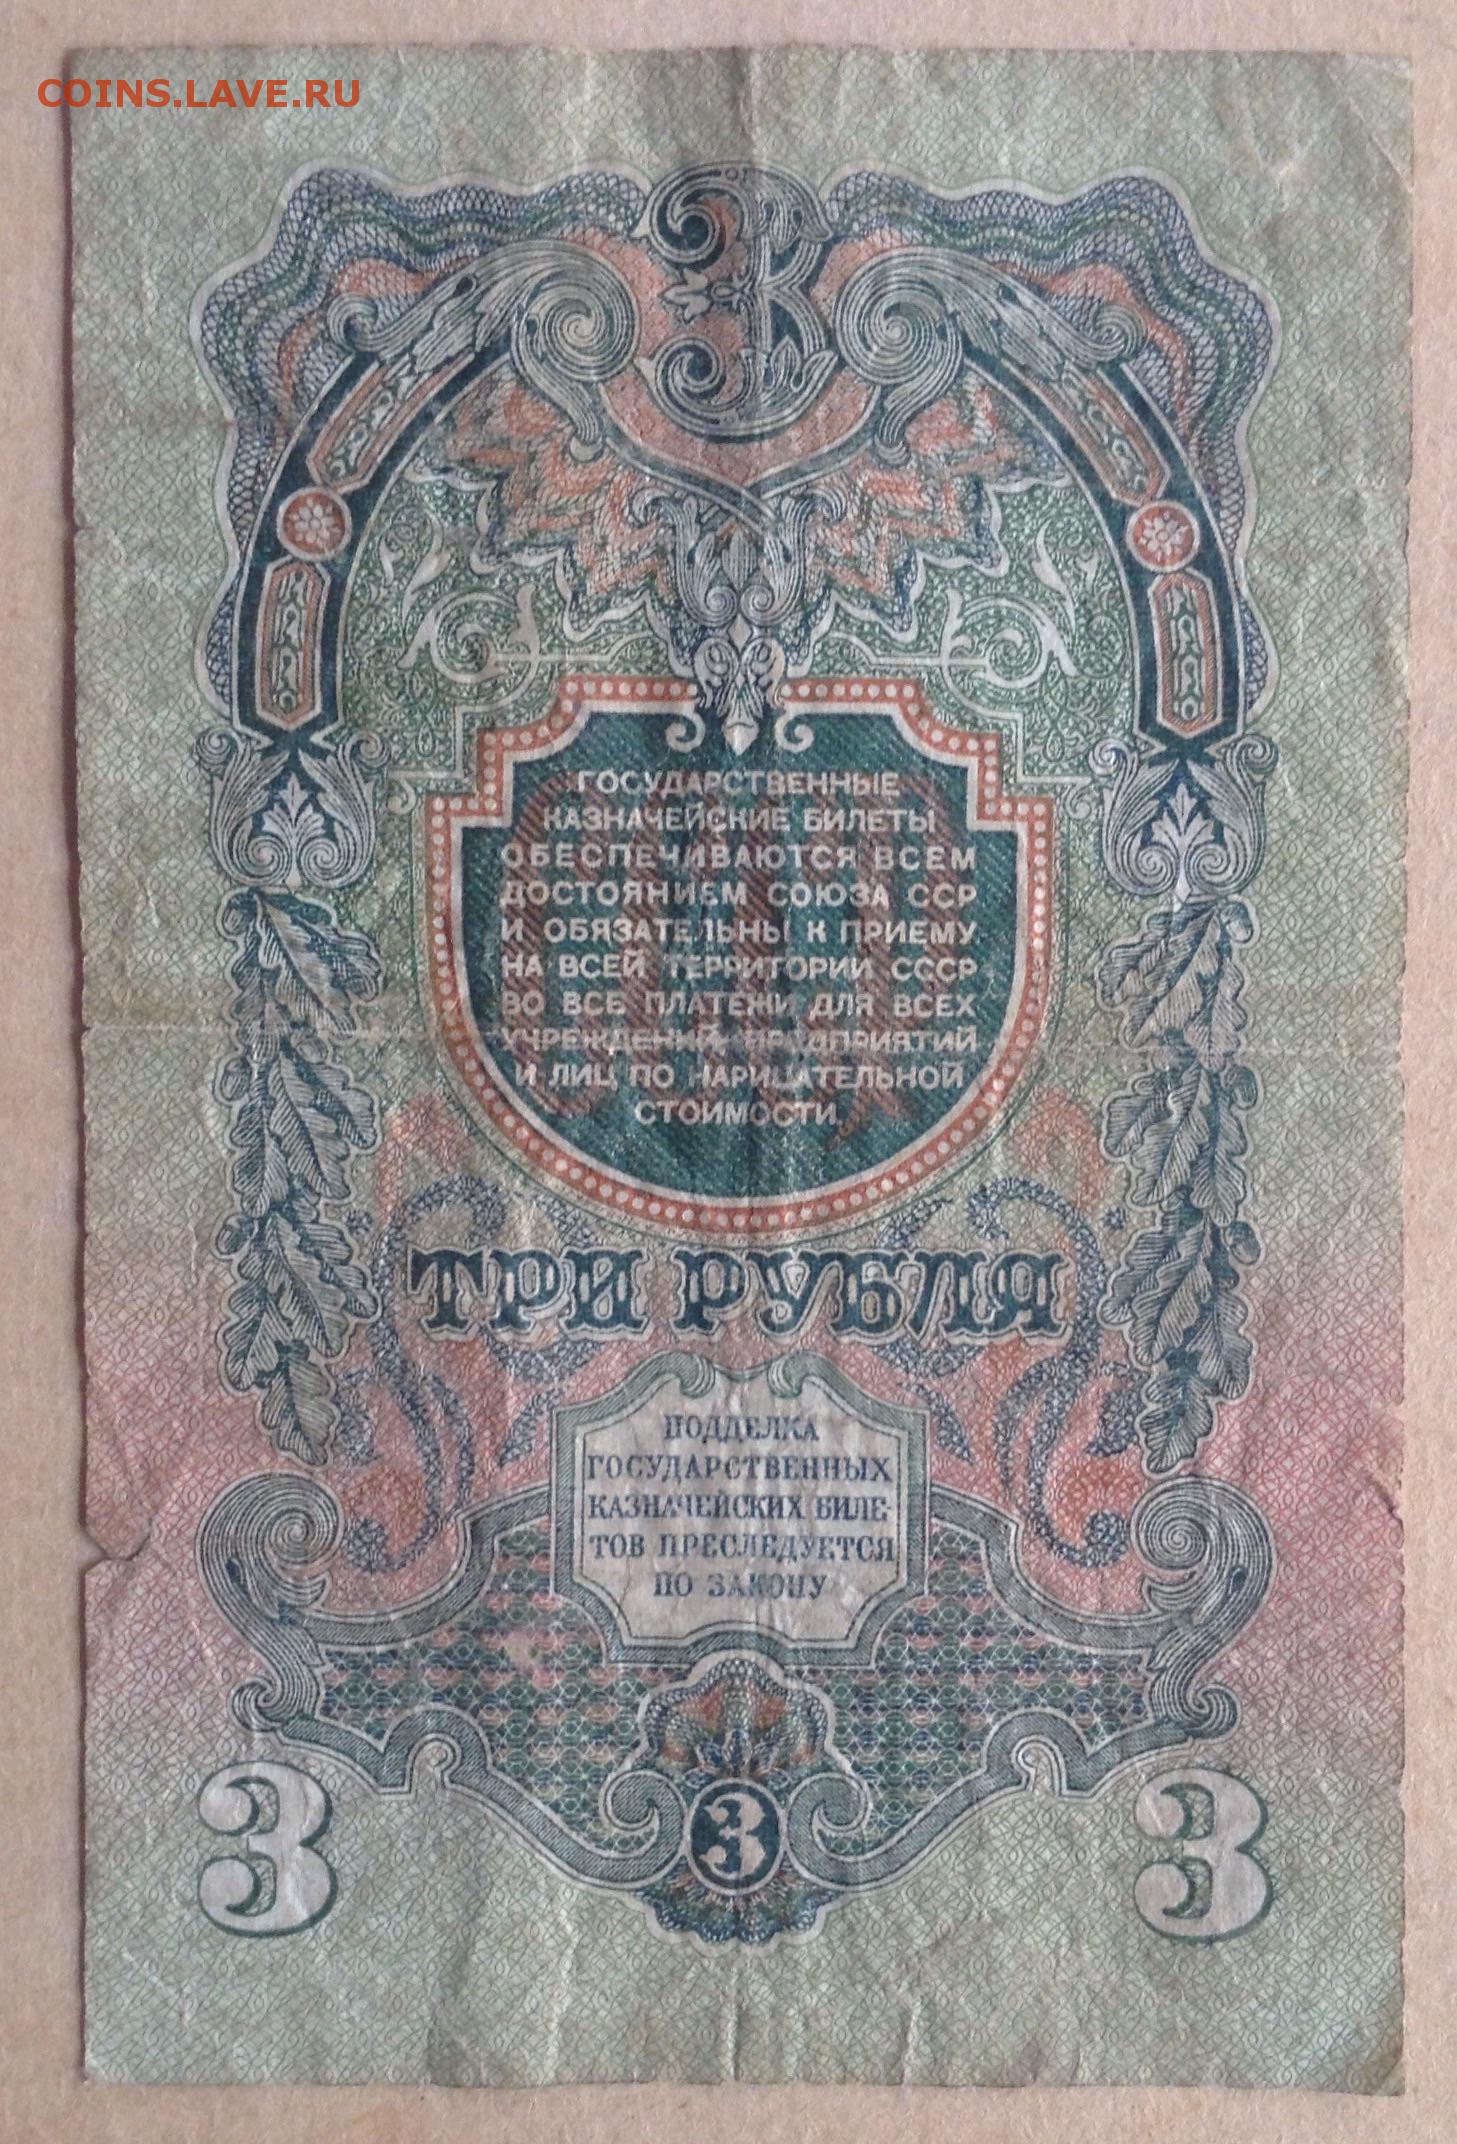 COINS.LAVE.RU
3 Р
ГОСУДАРСТВЕННЫЕ
КАЗНАЧЕЙСКИЕ БИЛЕТЫ
ОБЕСПЕЧИВАЮТСЯ ВСЕМ
ДОСТОЯНИЕМ СОЮЗА ССР
И ОБЯЗАТЕЛЬНЫ К ПРИЕМУ
НА ВСЕЙ ТЕРРИТОРИИ СССР
ВО ВСЕ ПЛАТЕЖИ ДЛЯ ВСЕХ
УЧРЕЖДЕНИЙ, ПРЕДПРИЯТИЙ
И ЛИЦ ПО НАРИЦАТЕЛЬНОЙ
СТОИМОСТИ.
ТРИ РУБЛЯ
ПОДДЕЛКА
ГОСУДАРСТВЕННЫХ
КАЗНАЧЕЙСКИХ БИЛЕ-
ТОВ ПРЕСЛЕДУЕТСЯ
ПО ЗАКОНУ
3 3 3